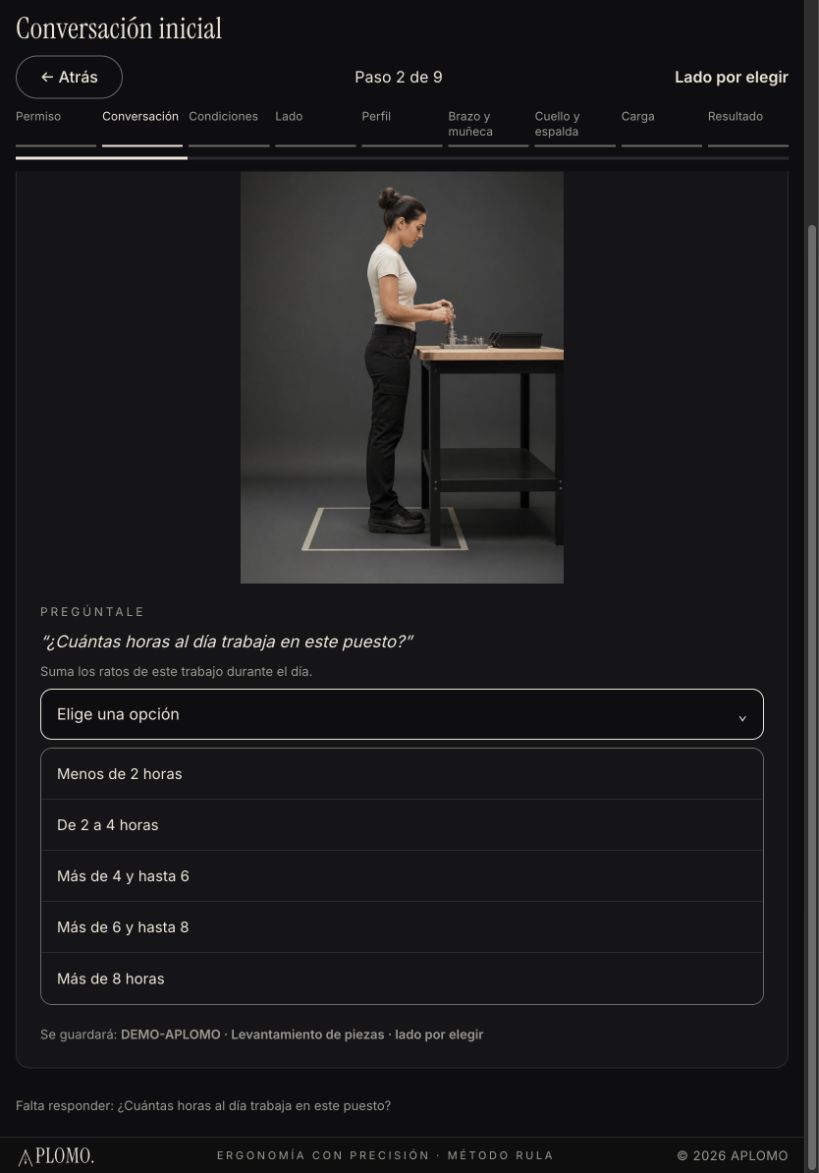 Conversación inicial
← Atrás
Paso 2 de 9
Lado por elegir
Permiso
Conversación
Condiciones
Lado
Perfil
Brazo y
muñeca
Cuello y
espalda
Carga
Resultado
PREGÚNTALE
“¿Cuántas horas al día trabaja en este puesto?”
Suma los ratos de este trabajo durante el día.
Elige una opción
Menos de 2 horas
De 2 a 4 horas
Más de 4 y hasta 6
Más de 6 y hasta 8
Más de 8 horas
Se guardará: DEMO-APLOMO · Levantamiento de piezas · lado por elegir
Falta responder: ¿Cuántas horas al día trabaja en este puesto?
APLOMO.
ERGONOMÍA CON PRECISIÓN · MÉTODO RULA
© 2026 APLOMO